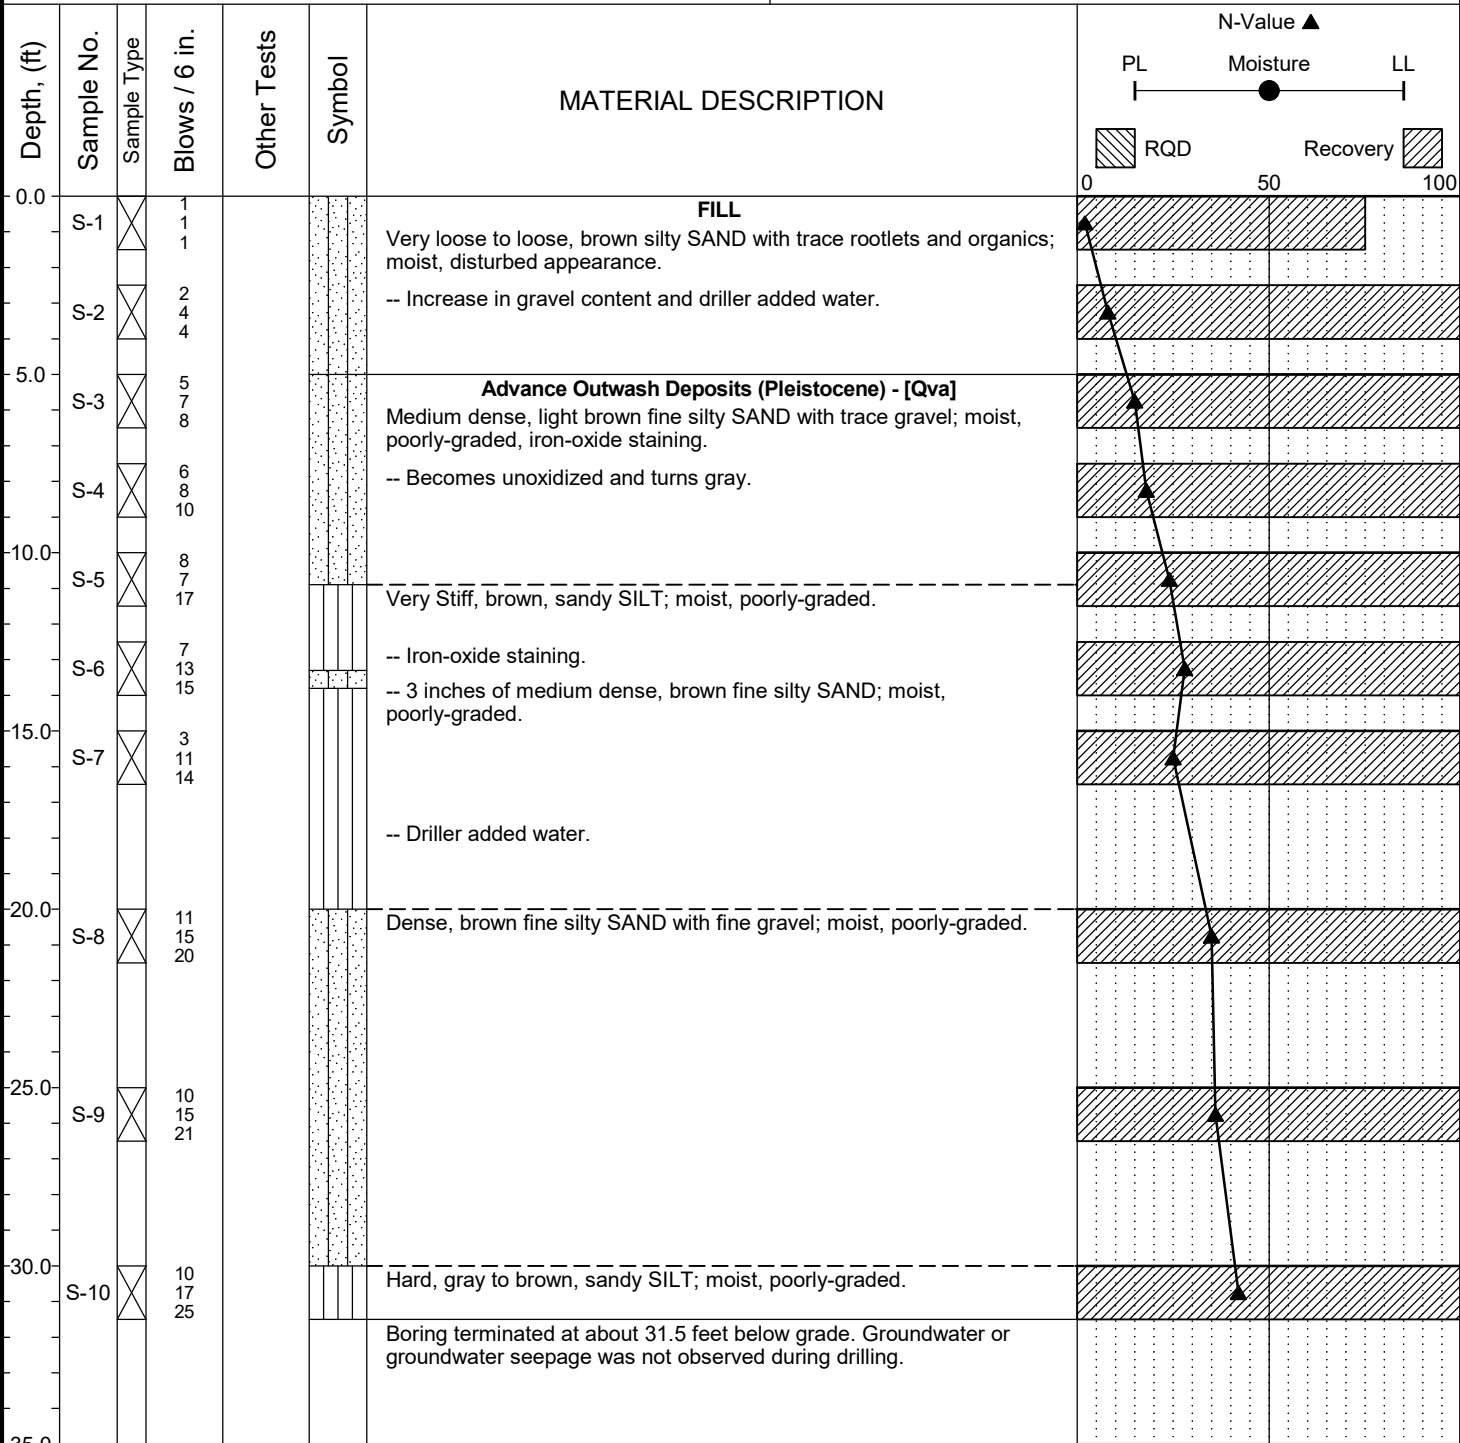 Depth, (ft)
Sample No.
Sample Type
Blows / 6 in.
Other Tests
Symbol
MATERIAL DESCRIPTION
N-Value ▲
PL Moisture LL
RQD Recovery
0 50 100
0.0
S-1
1
1
1
FILL
Very loose to loose, brown silty SAND with trace rootlets and organics;
moist, disturbed appearance.
S-2
2
4
4
-- Increase in gravel content and driller added water.
5.0
S-3
5
7
8
Advance Outwash Deposits (Pleistocene) - [Qva]
Medium dense, light brown fine silty SAND with trace gravel; moist,
poorly-graded, iron-oxide staining.
S-4
6
8
10
-- Becomes unoxidized and turns gray.
10.0
S-5
8
7
17
Very Stiff, brown, sandy SILT; moist, poorly-graded.
S-6
7
13
15
-- Iron-oxide staining.
-- 3 inches of medium dense, brown fine silty SAND; moist,
poorly-graded.
15.0
S-7
3
11
14
-- Driller added water.
20.0
S-8
11
15
20
Dense, brown fine silty SAND with fine gravel; moist, poorly-graded.
25.0
S-9
10
15
21
30.0
S-10
10
17
25
Hard, gray to brown, sandy SILT; moist, poorly-graded.
Boring terminated at about 31.5 feet below grade. Groundwater or
groundwater seepage was not observed during drilling.
35.0